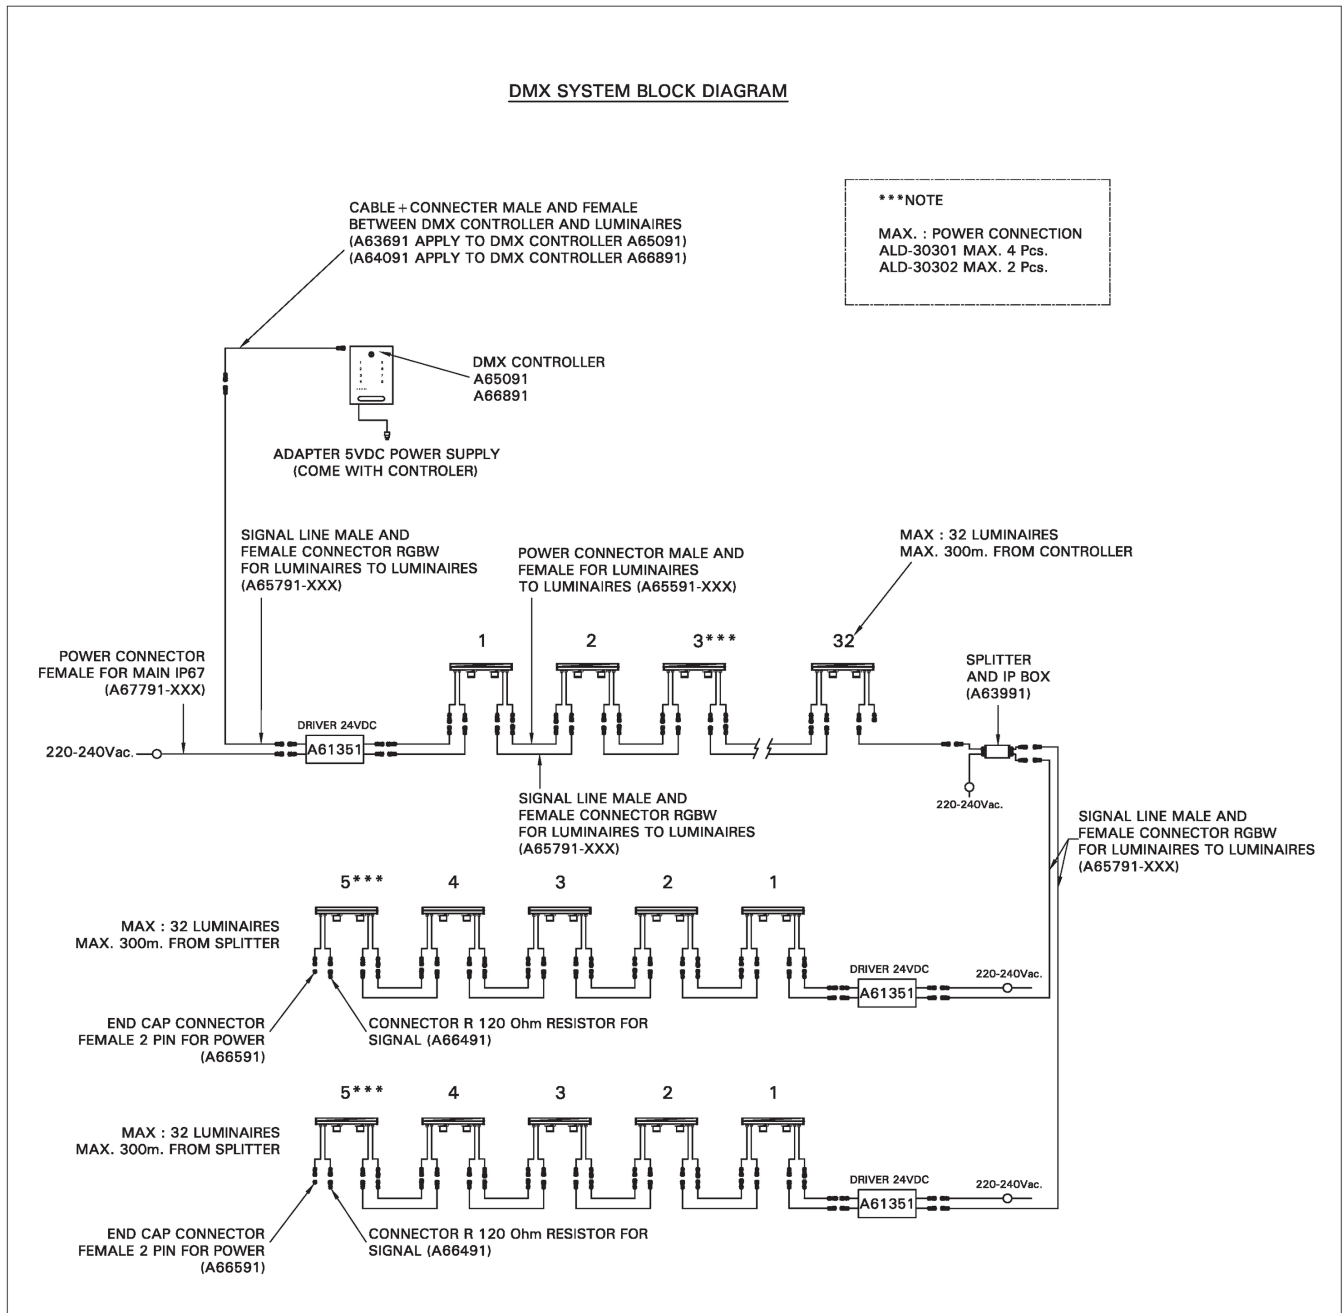 DMX SYSTEM BLOCK DIAGRAM
***NOTE
MAX. : POWER CONNECTION
ALD-30301 MAX. 4 Pcs.
ALD-30302 MAX. 2 Pcs.
CABLE+CONNECTER MALE AND FEMALE
BETWEEN DMX CONTROLLER AND LUMINAIRES
(A63691 APPLY TO DMX CONTROLLER A65091)
(A64091 APPLY TO DMX CONTROLLER A66891)
DMX CONTROLLER
A65091
A66891
ADAPTER 5VDC POWER SUPPLY
(COME WITH CONTROLER)
SIGNAL LINE MALE AND
FEMALE CONNECTOR RGBW
FOR LUMINAIRES TO LUMINAIRES
(A65791-XXX)
POWER CONNECTOR MALE AND
FEMALE FOR LUMINAIRES
TO LUMINAIRES (A65591-XXX)
MAX : 32 LUMINAIRES
MAX. 300m. FROM CONTROLLER
1 2 3*** 32
POWER CONNECTOR
FEMALE FOR MAIN IP67
(A67791-XXX)
SPLITTER
AND IP BOX
(A63991)
DRIVER 24VDC
A61351
220-240Vac.
220-240Vac.
SIGNAL LINE MALE AND
FEMALE CONNECTOR RGBW
FOR LUMINAIRES TO LUMINAIRES
(A65791-XXX)
SIGNAL LINE MALE AND
FEMALE CONNECTOR RGBW
FOR LUMINAIRES TO LUMINAIRES
(A65791-XXX)
5*** 4 3 2 1
MAX : 32 LUMINAIRES
MAX. 300m. FROM SPLITTER
DRIVER 24VDC
A61351
220-240Vac.
END CAP CONNECTOR
FEMALE 2 PIN FOR POWER
(A66591)
CONNECTOR R 120 Ohm RESISTOR FOR
SIGNAL (A66491)
5*** 4 3 2 1
MAX : 32 LUMINAIRES
MAX. 300m. FROM SPLITTER
DRIVER 24VDC
A61351
220-240Vac.
END CAP CONNECTOR
FEMALE 2 PIN FOR POWER
(A66591)
CONNECTOR R 120 Ohm RESISTOR FOR
SIGNAL (A66491)